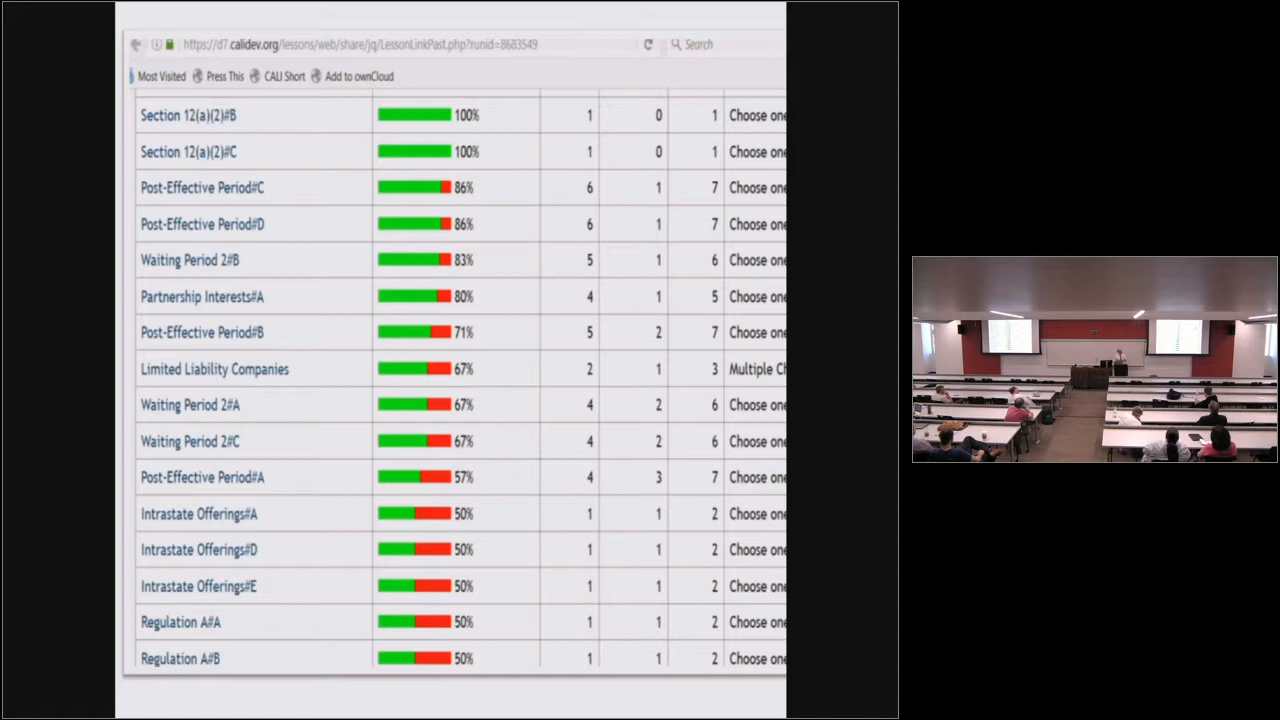 https://d7.calidev.org/lessons/web/share/jq/LessonLinkPast.php?runid=8683549 Search
Most Visited Press This CALI Short Add to ownCloud
Section 12(a)(2)#B 100% 1 0 1 Choose one
Section 12(a)(2)#C 100% 1 0 1 Choose one
Post-Effective Period#C 86% 6 1 7 Choose one
Post-Effective Period#D 86% 6 1 7 Choose one
Waiting Period 2#B 83% 5 1 6 Choose one
Partnership Interests#A 80% 4 1 5 Choose one
Post-Effective Period#B 71% 5 2 7 Choose one
Limited Liability Companies 67% 2 1 3 Multiple Ch
Waiting Period 2#A 67% 4 2 6 Choose one
Waiting Period 2#C 67% 4 2 6 Choose one
Post-Effective Period#A 57% 4 3 7 Choose one
Intrastate Offerings#A 50% 1 1 2 Choose one
Intrastate Offerings#D 50% 1 1 2 Choose one
Intrastate Offerings#E 50% 1 1 2 Choose one
Regulation A#A 50% 1 1 2 Choose one
Regulation A#B 50% 1 1 2 Choose one